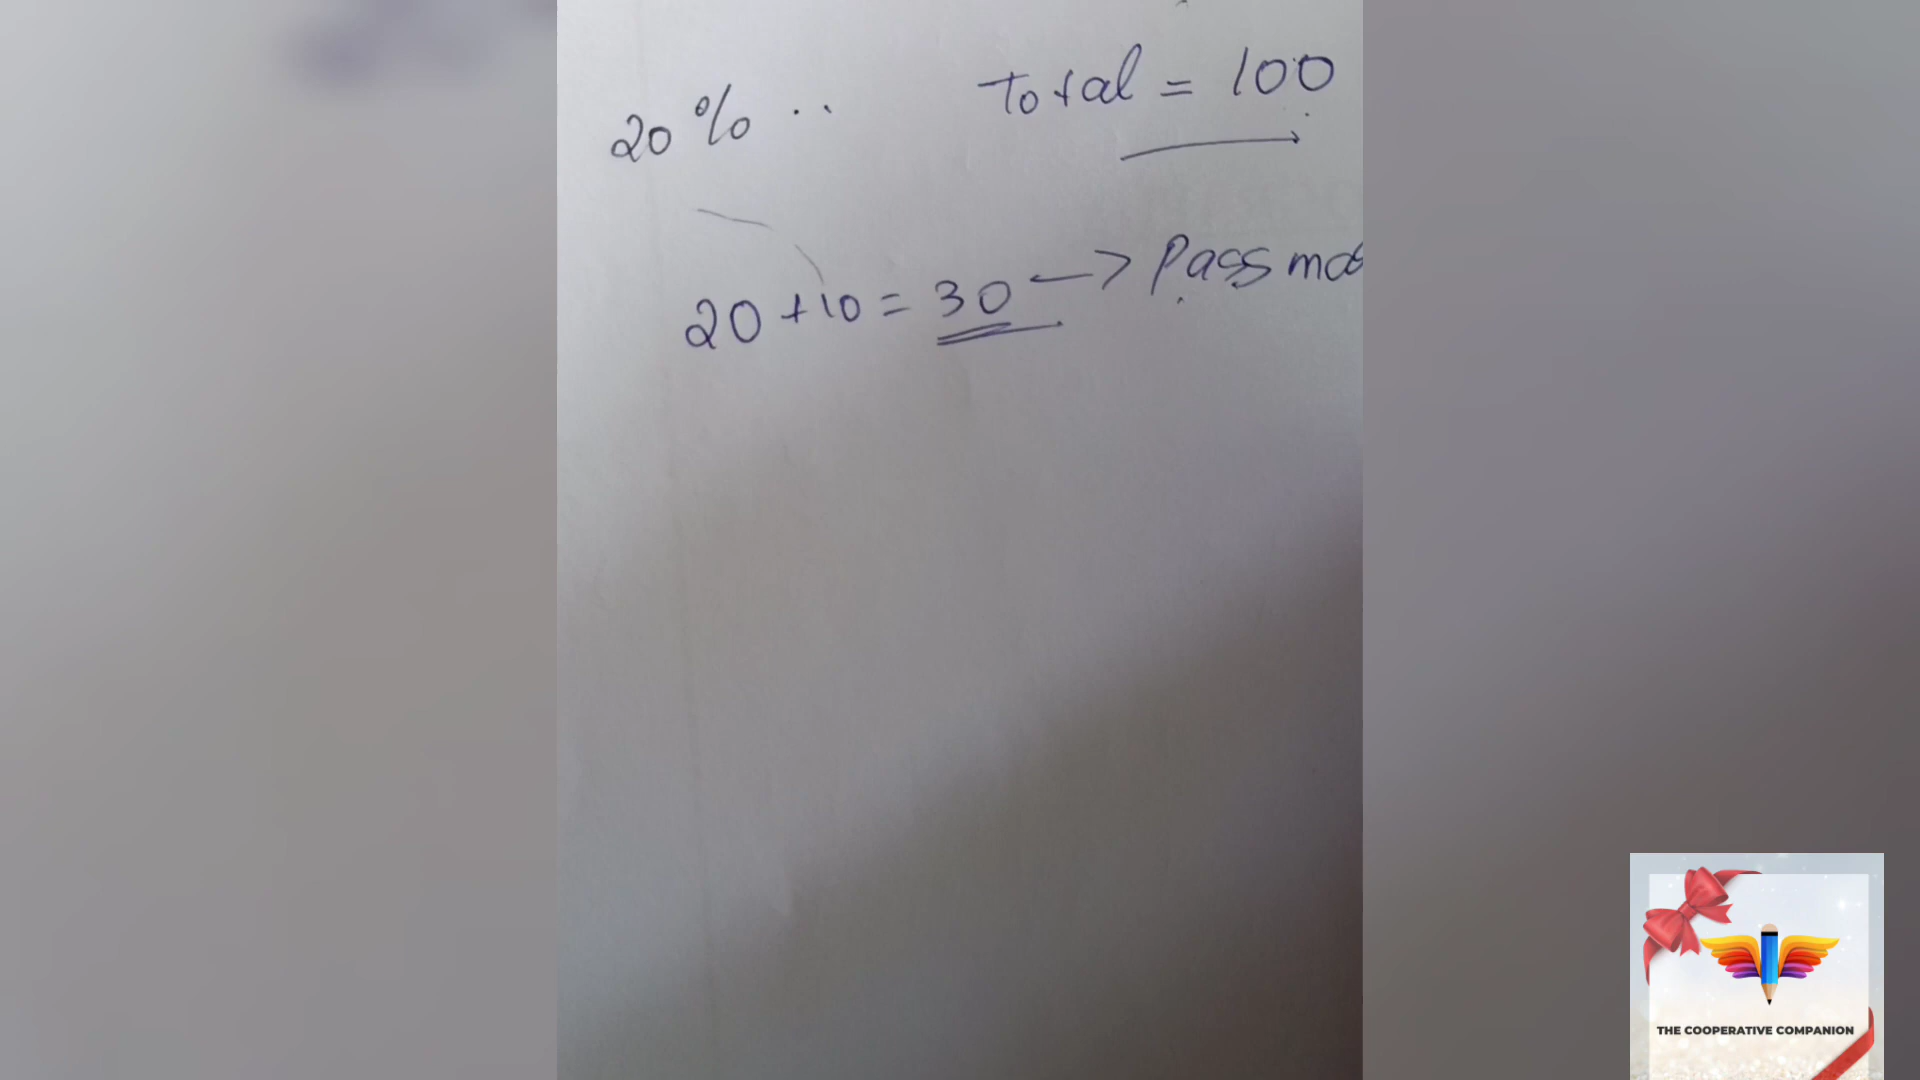 20% .. Total = 100
20 + 10 = 30 <-> Pass
THE COOPERATIVE COMPANION